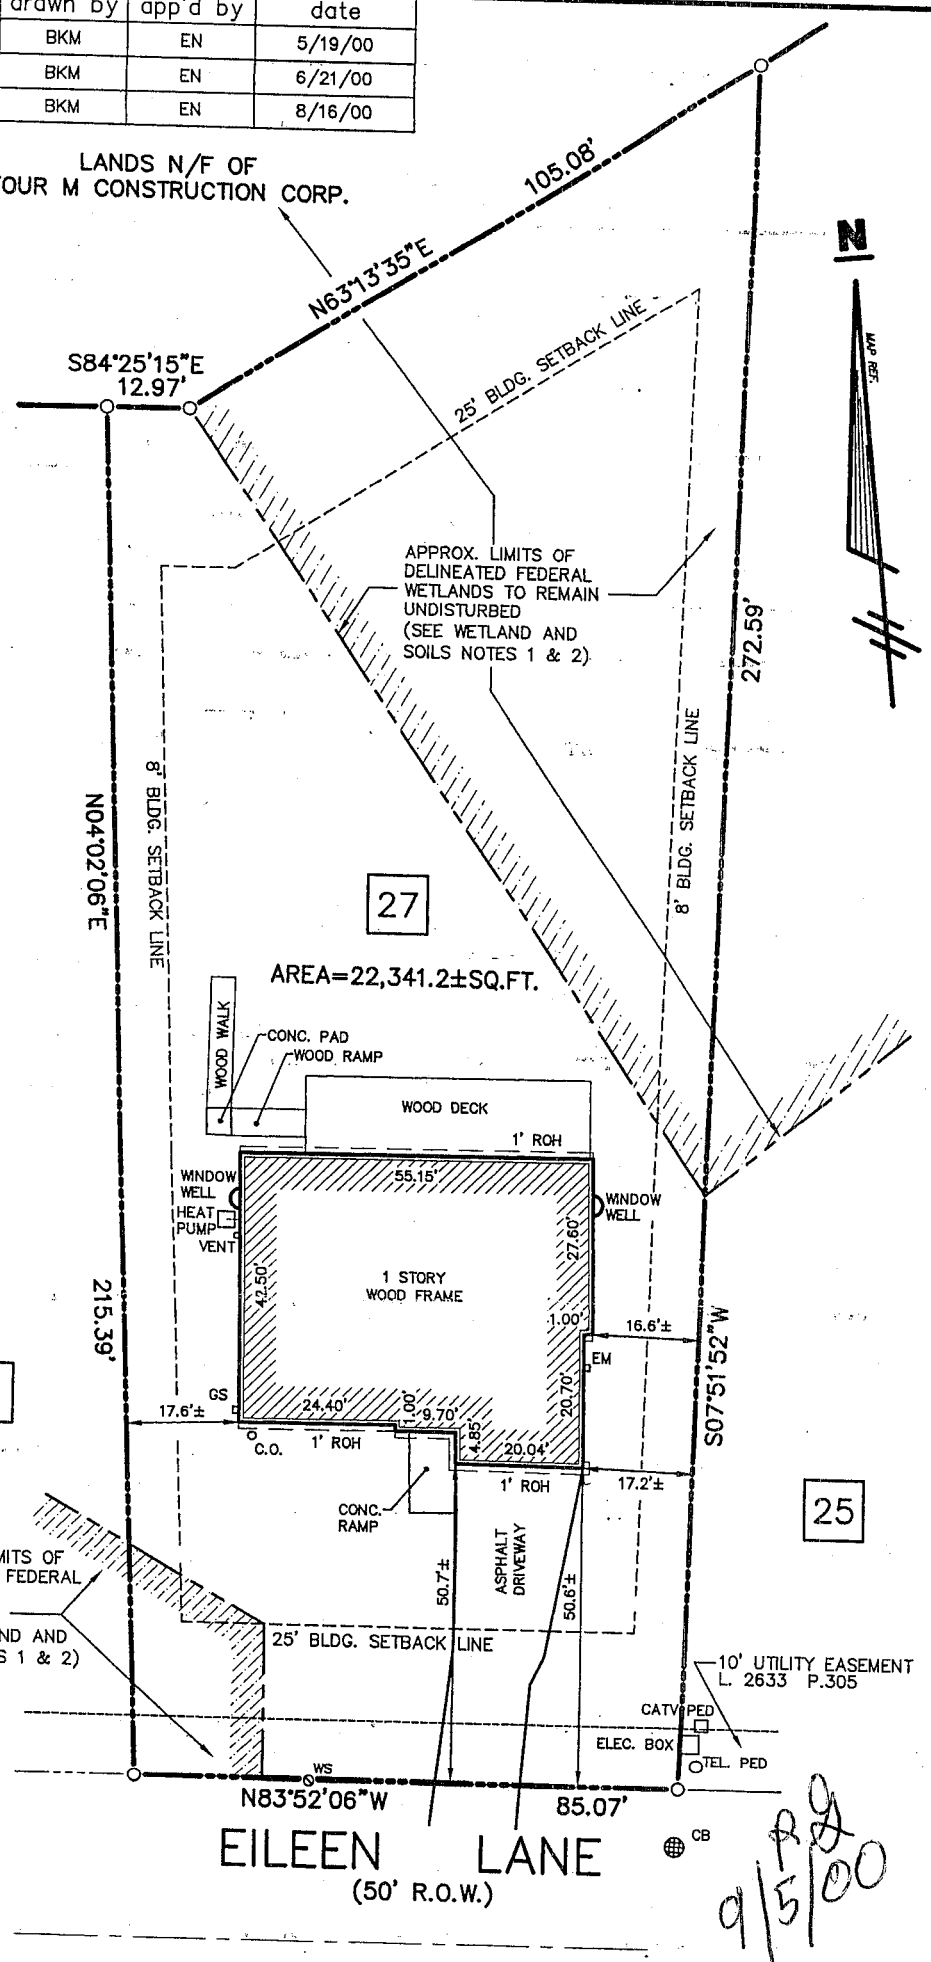 drawn by app'd by date
BKM EN 5/19/00
BKM EN 6/21/00
BKM EN 8/16/00
LANDS N/F OF
OUR M CONSTRUCTION CORP.
105.08'
N63°13'35"E
N
MAP REF.
S84°25'15"E
12.97'
25' BLDG. SETBACK LINE
APPROX. LIMITS OF
DELINEATED FEDERAL
WETLANDS TO REMAIN
UNDISTURBED
(SEE WETLAND AND
SOILS NOTES 1 & 2)
272.59'
8' BLDG. SETBACK LINE
8' BLDG. SETBACK LINE
N04°02'06"E
27
AREA=22,341.2±SQ.FT.
WOOD WALK
CONC. PAD
WOOD RAMP
WOOD DECK
1' ROH
55.15'
WINDOW
WELL
HEAT
PUMP
VENT
WINDOW
WELL
42.50'
27.60'
1 STORY
WOOD FRAME
1.00'
16.6'±
EM
20.70'
215.39'
S07°51'52"W
GS
17.6'±
24.40'
1.00'
9.70'
4.85'
20.04'
C.O.
1' ROH
1' ROH
17.2'±
CONC.
RAMP
ASPHALT
DRIVEWAY
50.7'±
50.6'±
25
MITS OF
FEDERAL
ND AND
S 1 & 2)
25' BLDG. SETBACK LINE
10' UTILITY EASEMENT
L. 2633 P.305
CATV PED
ELEC. BOX
TEL. PED
WS
N83°52'06"W
85.07'
EILEEN LANE
(50' R.O.W.)
CB
9/5/00